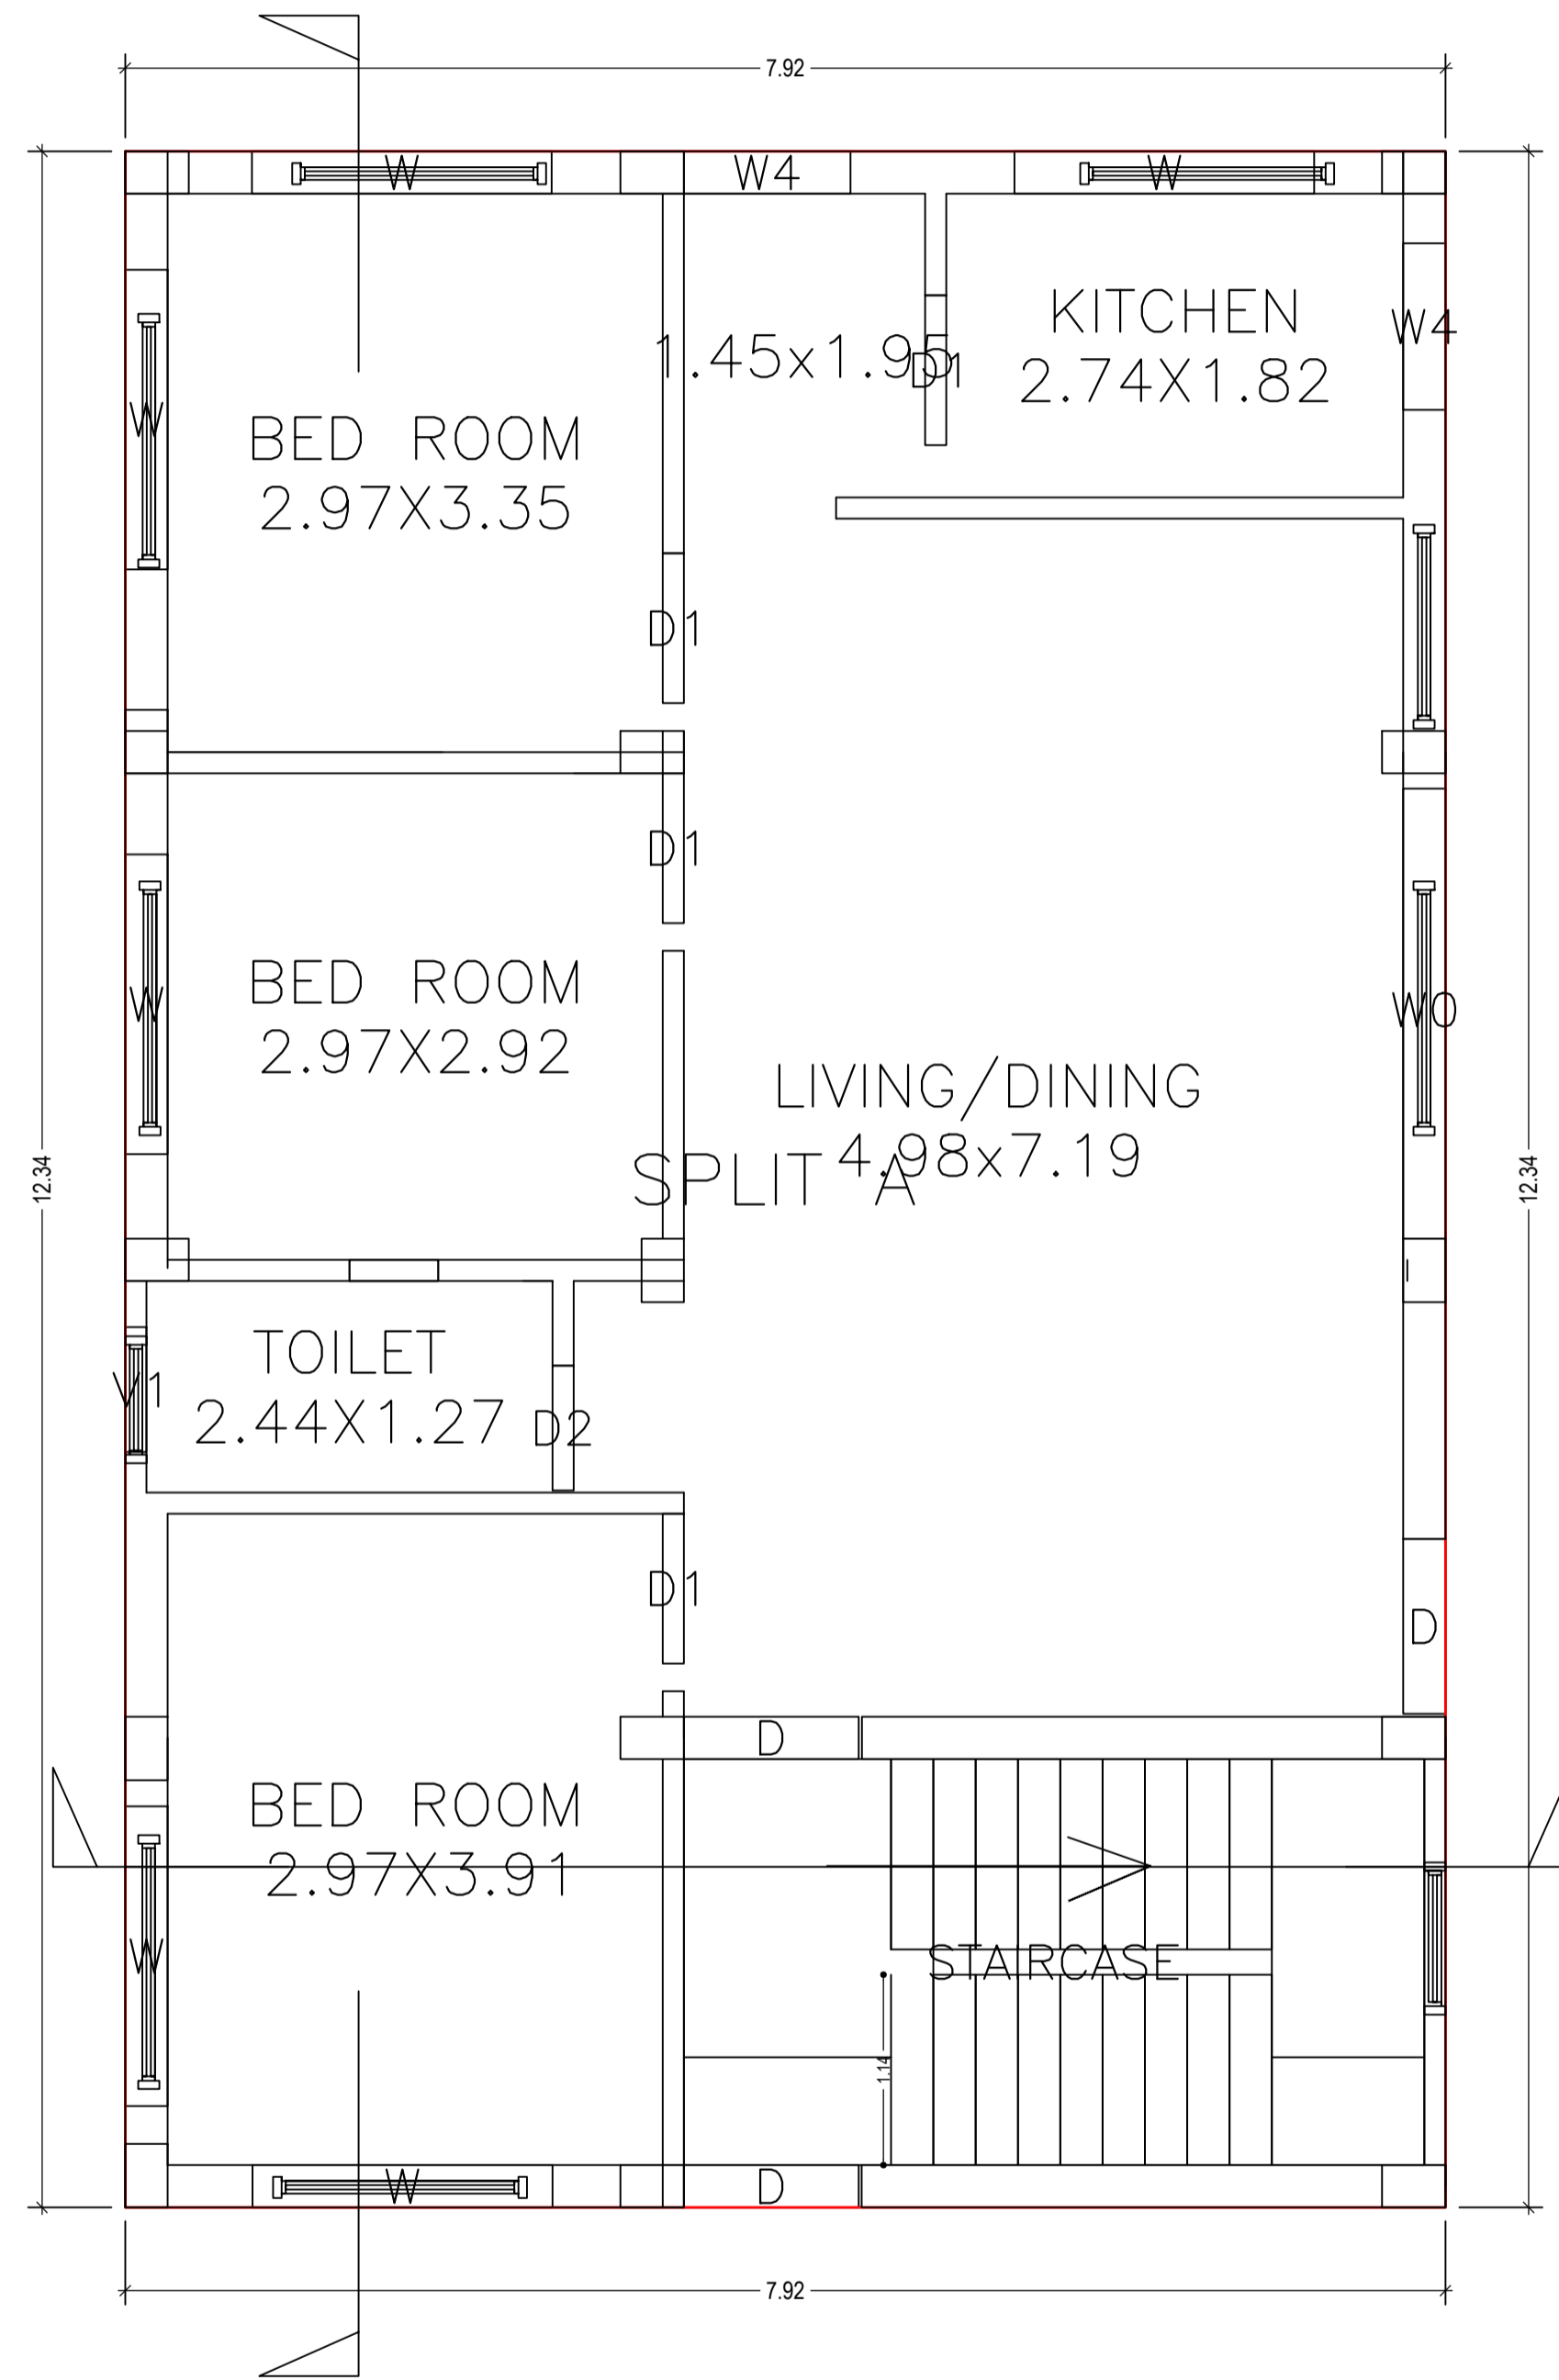 7.92
W
W4
W
KITCHEN
2.74X1.82
W4
1.45x1.95
D1
W
BED ROOM
2.97X3.35
D1
D1
BED ROOM
2.97X2.92
W
W0
LIVING/DINING
4.98x7.19
SPLIT A
12.34
12.34
TOILET
2.44X1.27
V1
D2
D1
D
D
BED ROOM
2.97X3.91
W
STAIRCASE
1.14
W
D
7.92